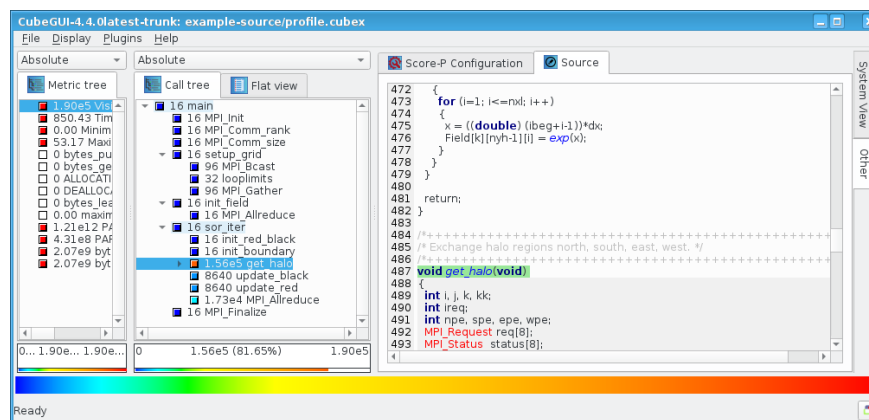 CubeGUI-4.4.0latest-trunk: example-source/profile.cubex
File Display Plugins Help
Absolute
Absolute
Metric tree
1.90e5 Visi
850.43 Tim
0.00 Minim
53.17 Maxi
0 bytes_pu
0 bytes_ge
0 ALLOCATI
0 DEALLOCA
0 bytes_lea
0.00 maxim
1.21e12 PA
4.31e8 PAP
2.07e9 byt
2.07e9 byt
0... 1.90e... 1.90e...
Call tree
Flat view
16 main
16 MPI_Init
16 MPI_Comm_rank
16 MPI_Comm_size
16 setup_grid
96 MPI_Bcast
32 looplimits
96 MPI_Gather
16 init_field
16 MPI_Allreduce
16 sor_iter
16 init_red_black
16 init_boundary
1.56e5 get_halo
8640 update_black
8640 update_red
1.73e4 MPI_Allreduce
16 MPI_Finalize
0 1.56e5 (81.65%) 1.90e5
Score-P Configuration
Source
472 {
473 for (i=1; i<=nxl; i++)
474 {
475 x = ((double) (ibeg+i-1))*dx;
476 Field[k][nyh-1][i] = exp(x);
477 }
478 }
479 }
480
481 return;
482 }
483
484 /*++++++++++++++++++++++++++++++++++++++++++++++++
485 /* Exchange halo regions north, south, east, west. */
486 /*++++++++++++++++++++++++++++++++++++++++++++++++
487 void get_halo(void)
488 {
489 int i, j, k, kk;
490 int ireq;
491 int npe, spe, epe, wpe;
492 MPI_Request req[8];
493 MPI_Status status[8];
System View
Other
Ready